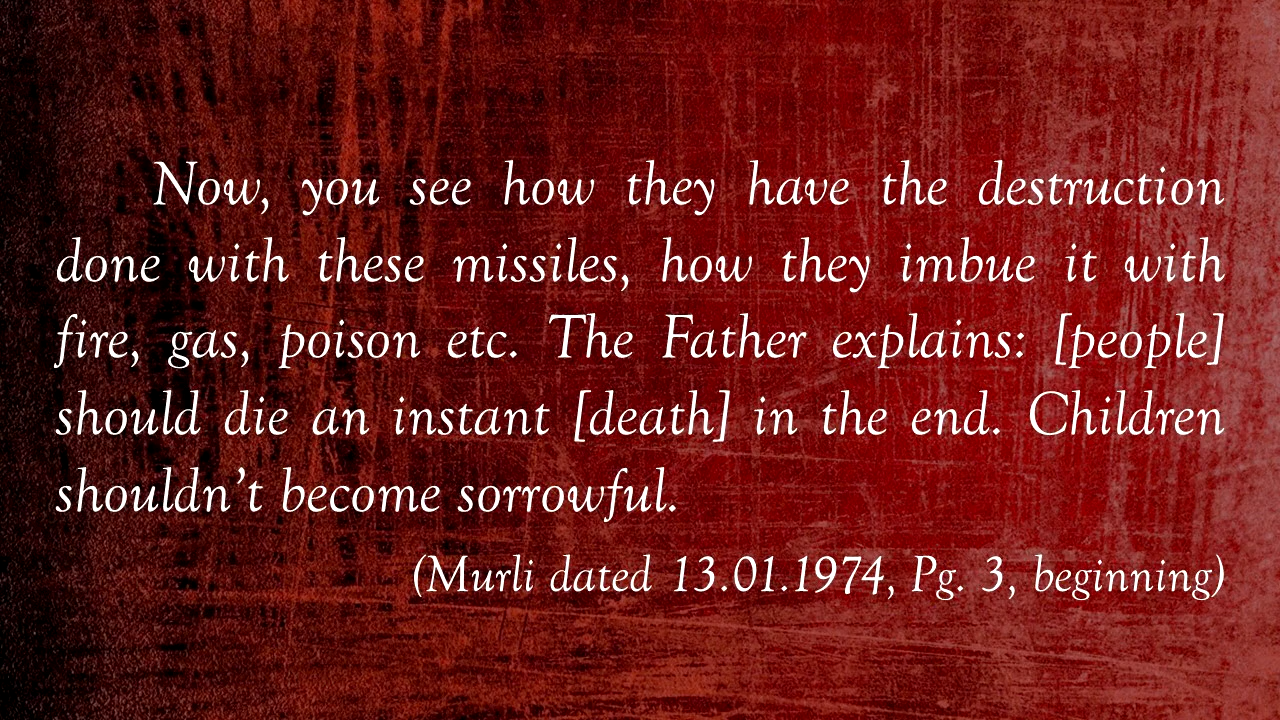 Now, you see how they have the destruction
done with these missiles, how they imbue it with
fire, gas, poison etc. The Father explains: [people]
should die an instant [death] in the end. Children
shouldn’t become sorrowful.
(Murli dated 13.01.1974, Pg. 3, beginning)